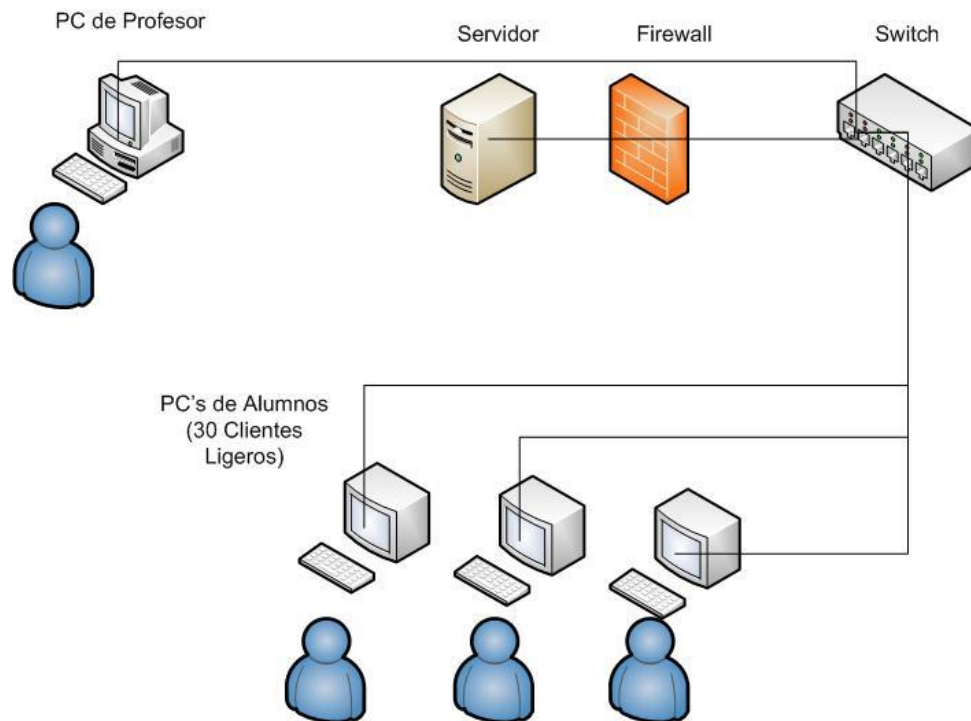 PC de Profesor
Servidor
Firewall
Switch
PC's de Alumnos
(30 Clientes
Ligeros)